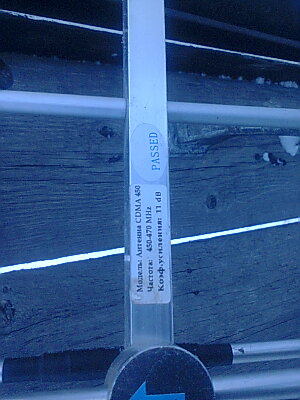 PASSED
Модель: Антенна CDMA 450
Частота: 450-470 MHz
Коэф.усиления: 11 dB